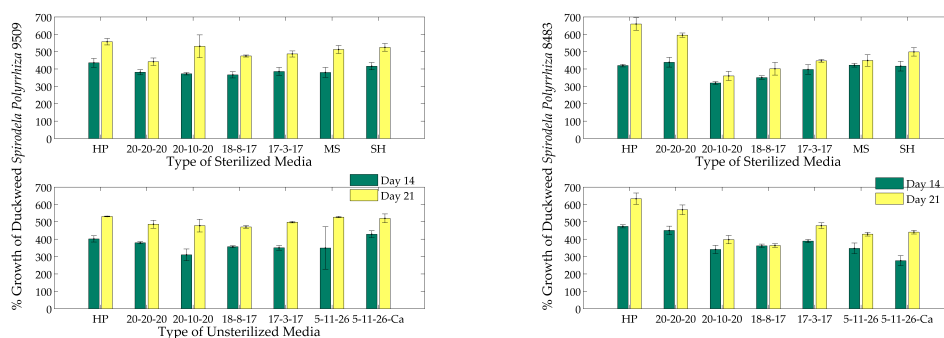 % Growth of Duckweed Spirodela Polyrrhiza 9509
700
600
500
400
300
200
100
0
HP 20-20-20 20-10-20 18-8-17 17-3-17 MS SH
Type of Sterilized Media
Day 14
Day 21
700
600
500
400
300
200
100
0
HP 20-20-20 20-10-20 18-8-17 17-3-17 5-11-26 5-11-26-Ca
Type of Unsterilized Media
% Growth of Duckweed Spirodela Polyrrhiza 8483
700
600
500
400
300
200
100
0
HP 20-20-20 20-10-20 18-8-17 17-3-17 MS SH
Type of Sterilized Media
Day 14
Day 21
700
600
500
400
300
200
100
0
HP 20-20-20 20-10-20 18-8-17 17-3-17 5-11-26 5-11-26-Ca